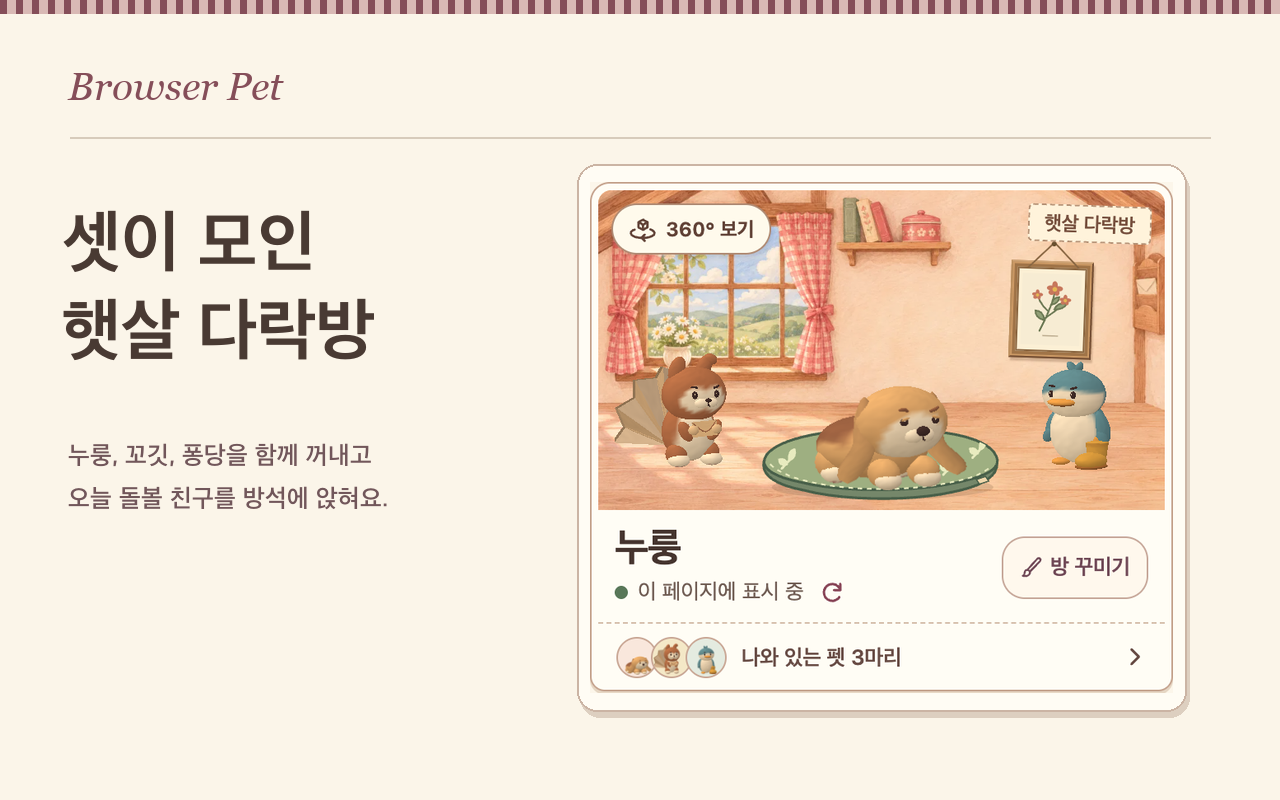 Browser Pet
셋이 모인
햇살 다락방
누룽, 꼬깃, 퐁당을 함께 꺼내고
오늘 돌볼 친구를 방석에 앉혀요.
360° 보기
햇살 다락방
누룽
이 페이지에 표시 중
방 꾸미기
나와 있는 펫 3마리